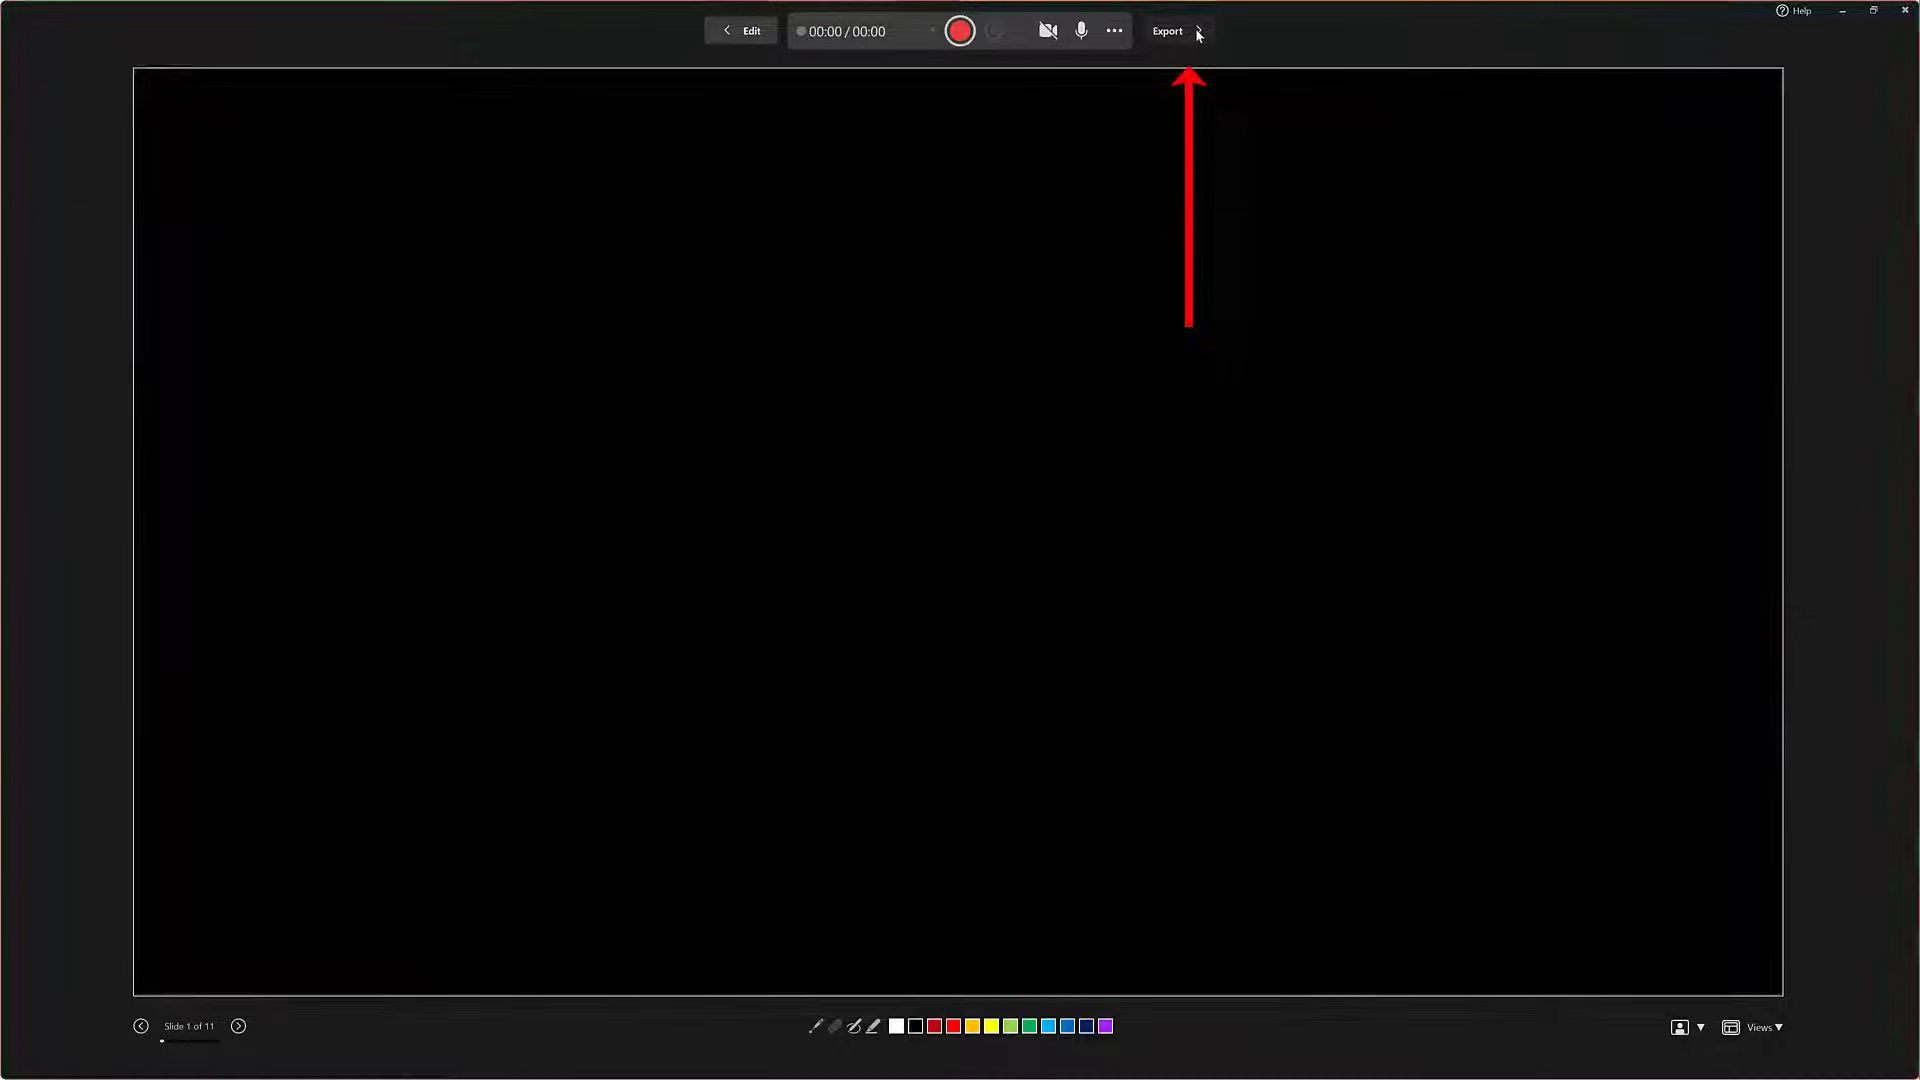 Help
Edit
00:00 / 00:00
Export
Slide 1 of 11
Views